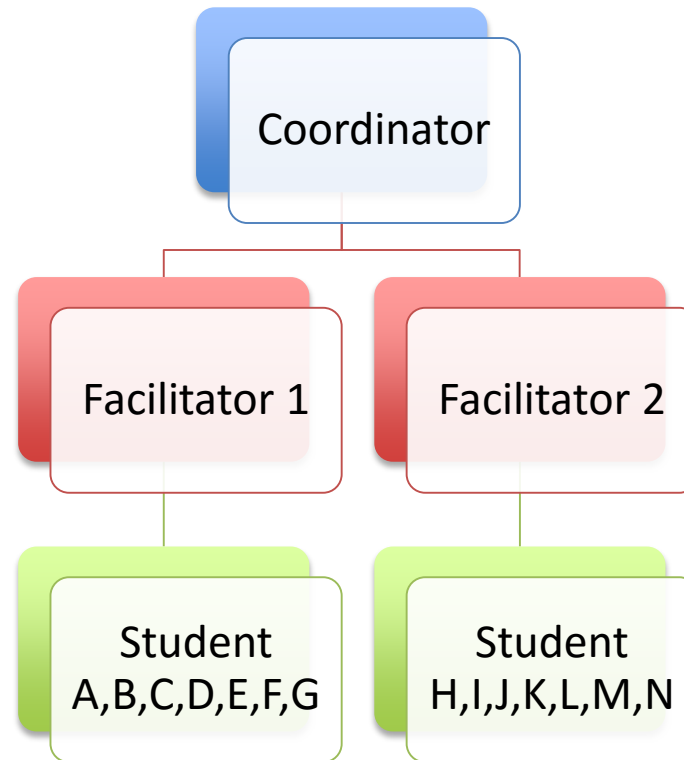 Coordinator
Facilitator 1
Facilitator 2
Student
A,B,C,D,E,F,G
Student
H,I,J,K,L,M,N